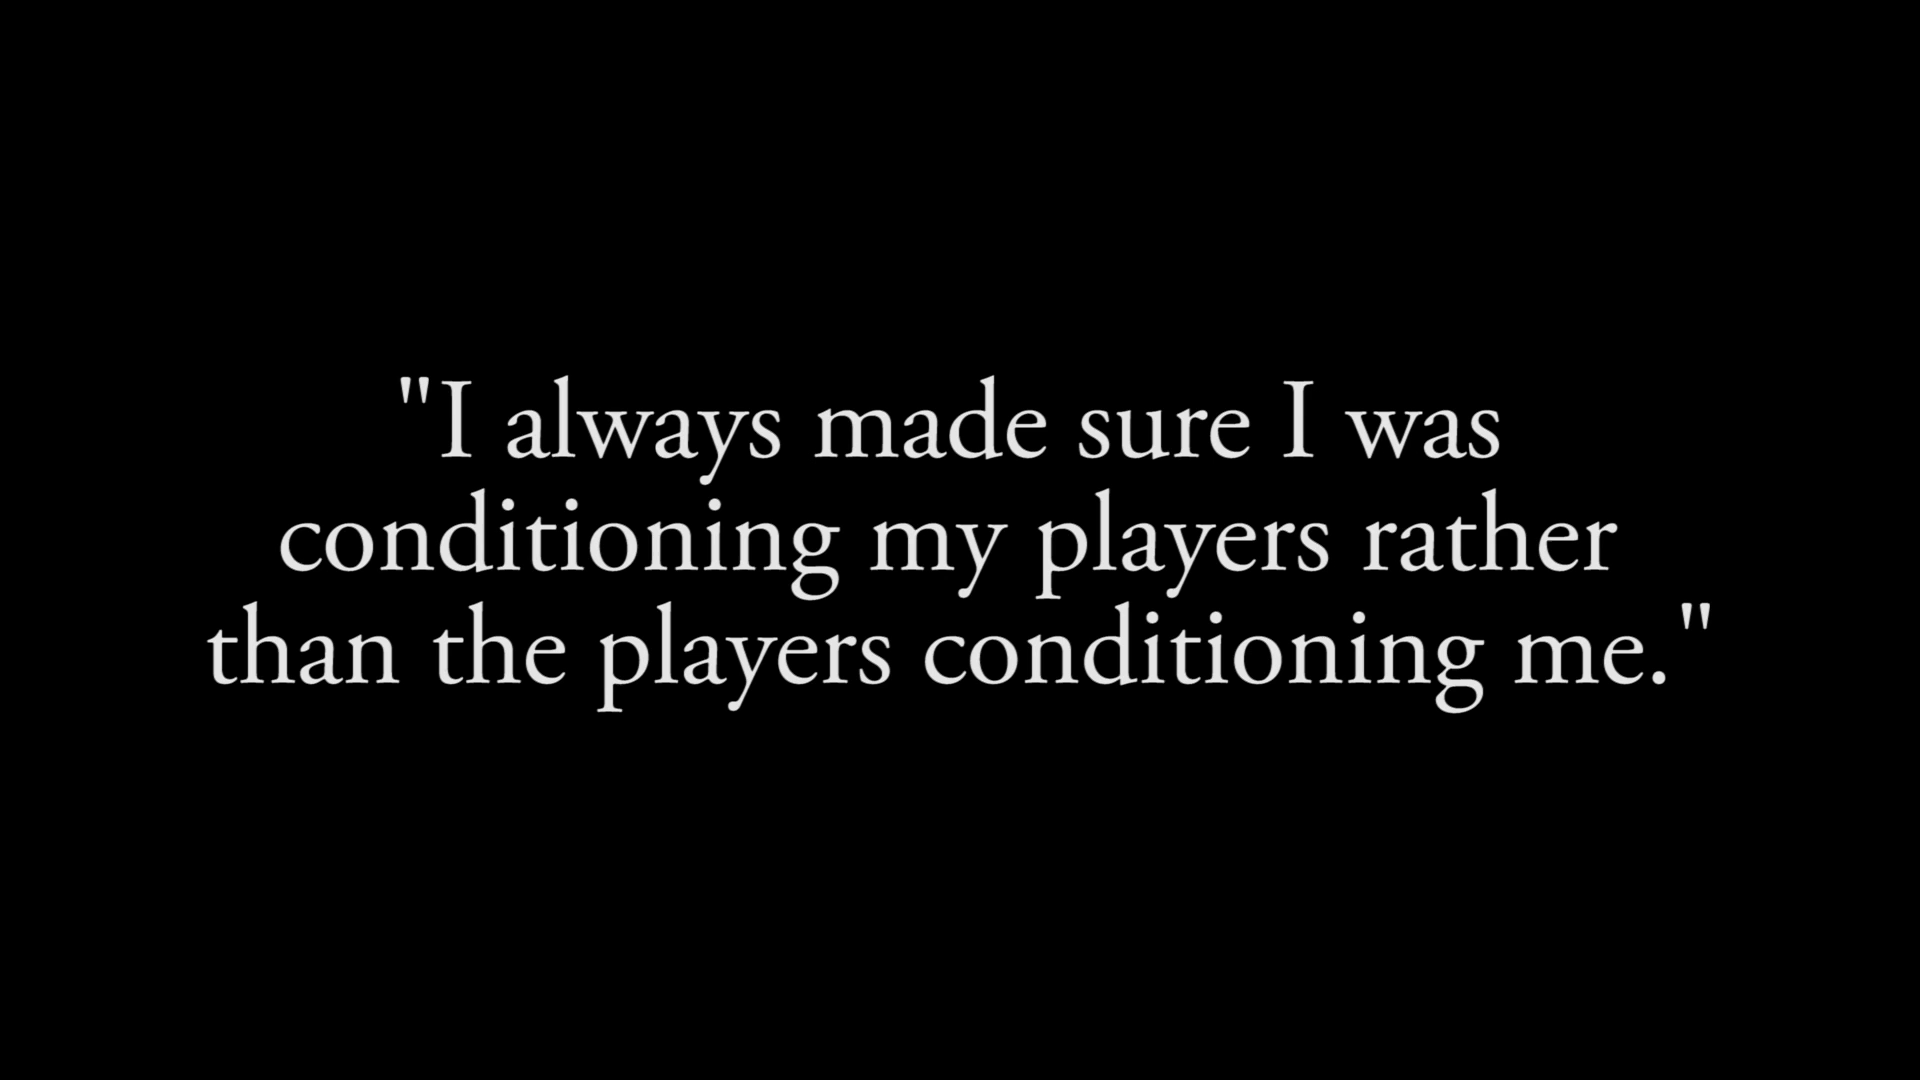 "I always made sure I was
conditioning my players rather
than the players conditioning me."